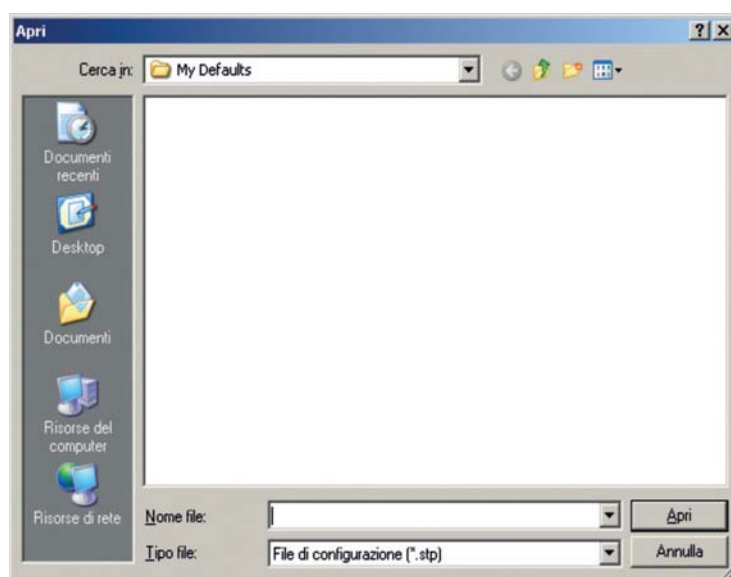 Apri
Cerca in: My Defaults
Documenti
recenti
Desktop
Documenti
Risorse del
computer
Risorse di rete
Nome file:
Apri
Tipo file: File di configurazione (*.stp)
Annulla